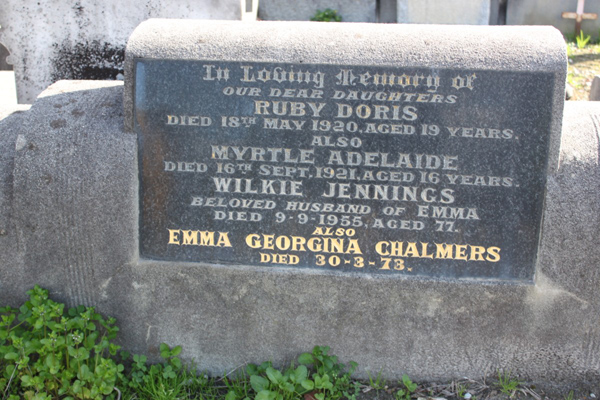 In Loving Memory of
OUR DEAR DAUGHTERS
RUBY DORIS
DIED 18TH MAY 1920, AGED 19 YEARS.
ALSO
MYRTLE ADELAIDE
DIED 16TH SEPT. 1921, AGED 16 YEARS.
WILKIE JENNINGS
BELOVED HUSBAND OF EMMA
DIED 9-9-1955, AGED 77.
ALSO
EMMA GEORGINA CHALMERS
DIED 30-3-73.